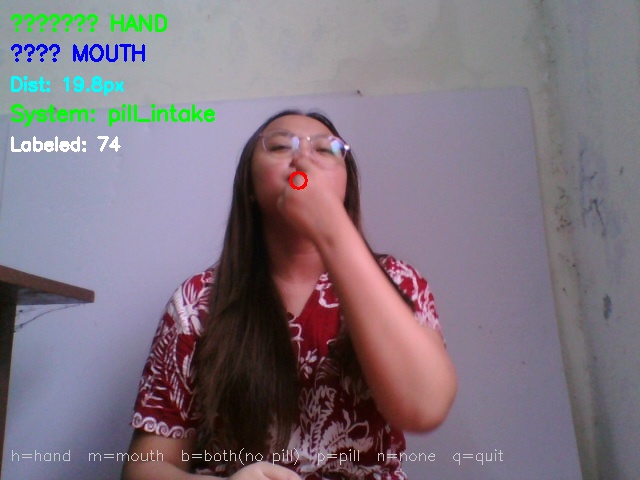 ??????? HAND
???? MOUTH
Dist: 19.8px
System: pill_intake
Labeled: 74
h=hand m=mouth b=both(no pill) p=pill n=none q=quit